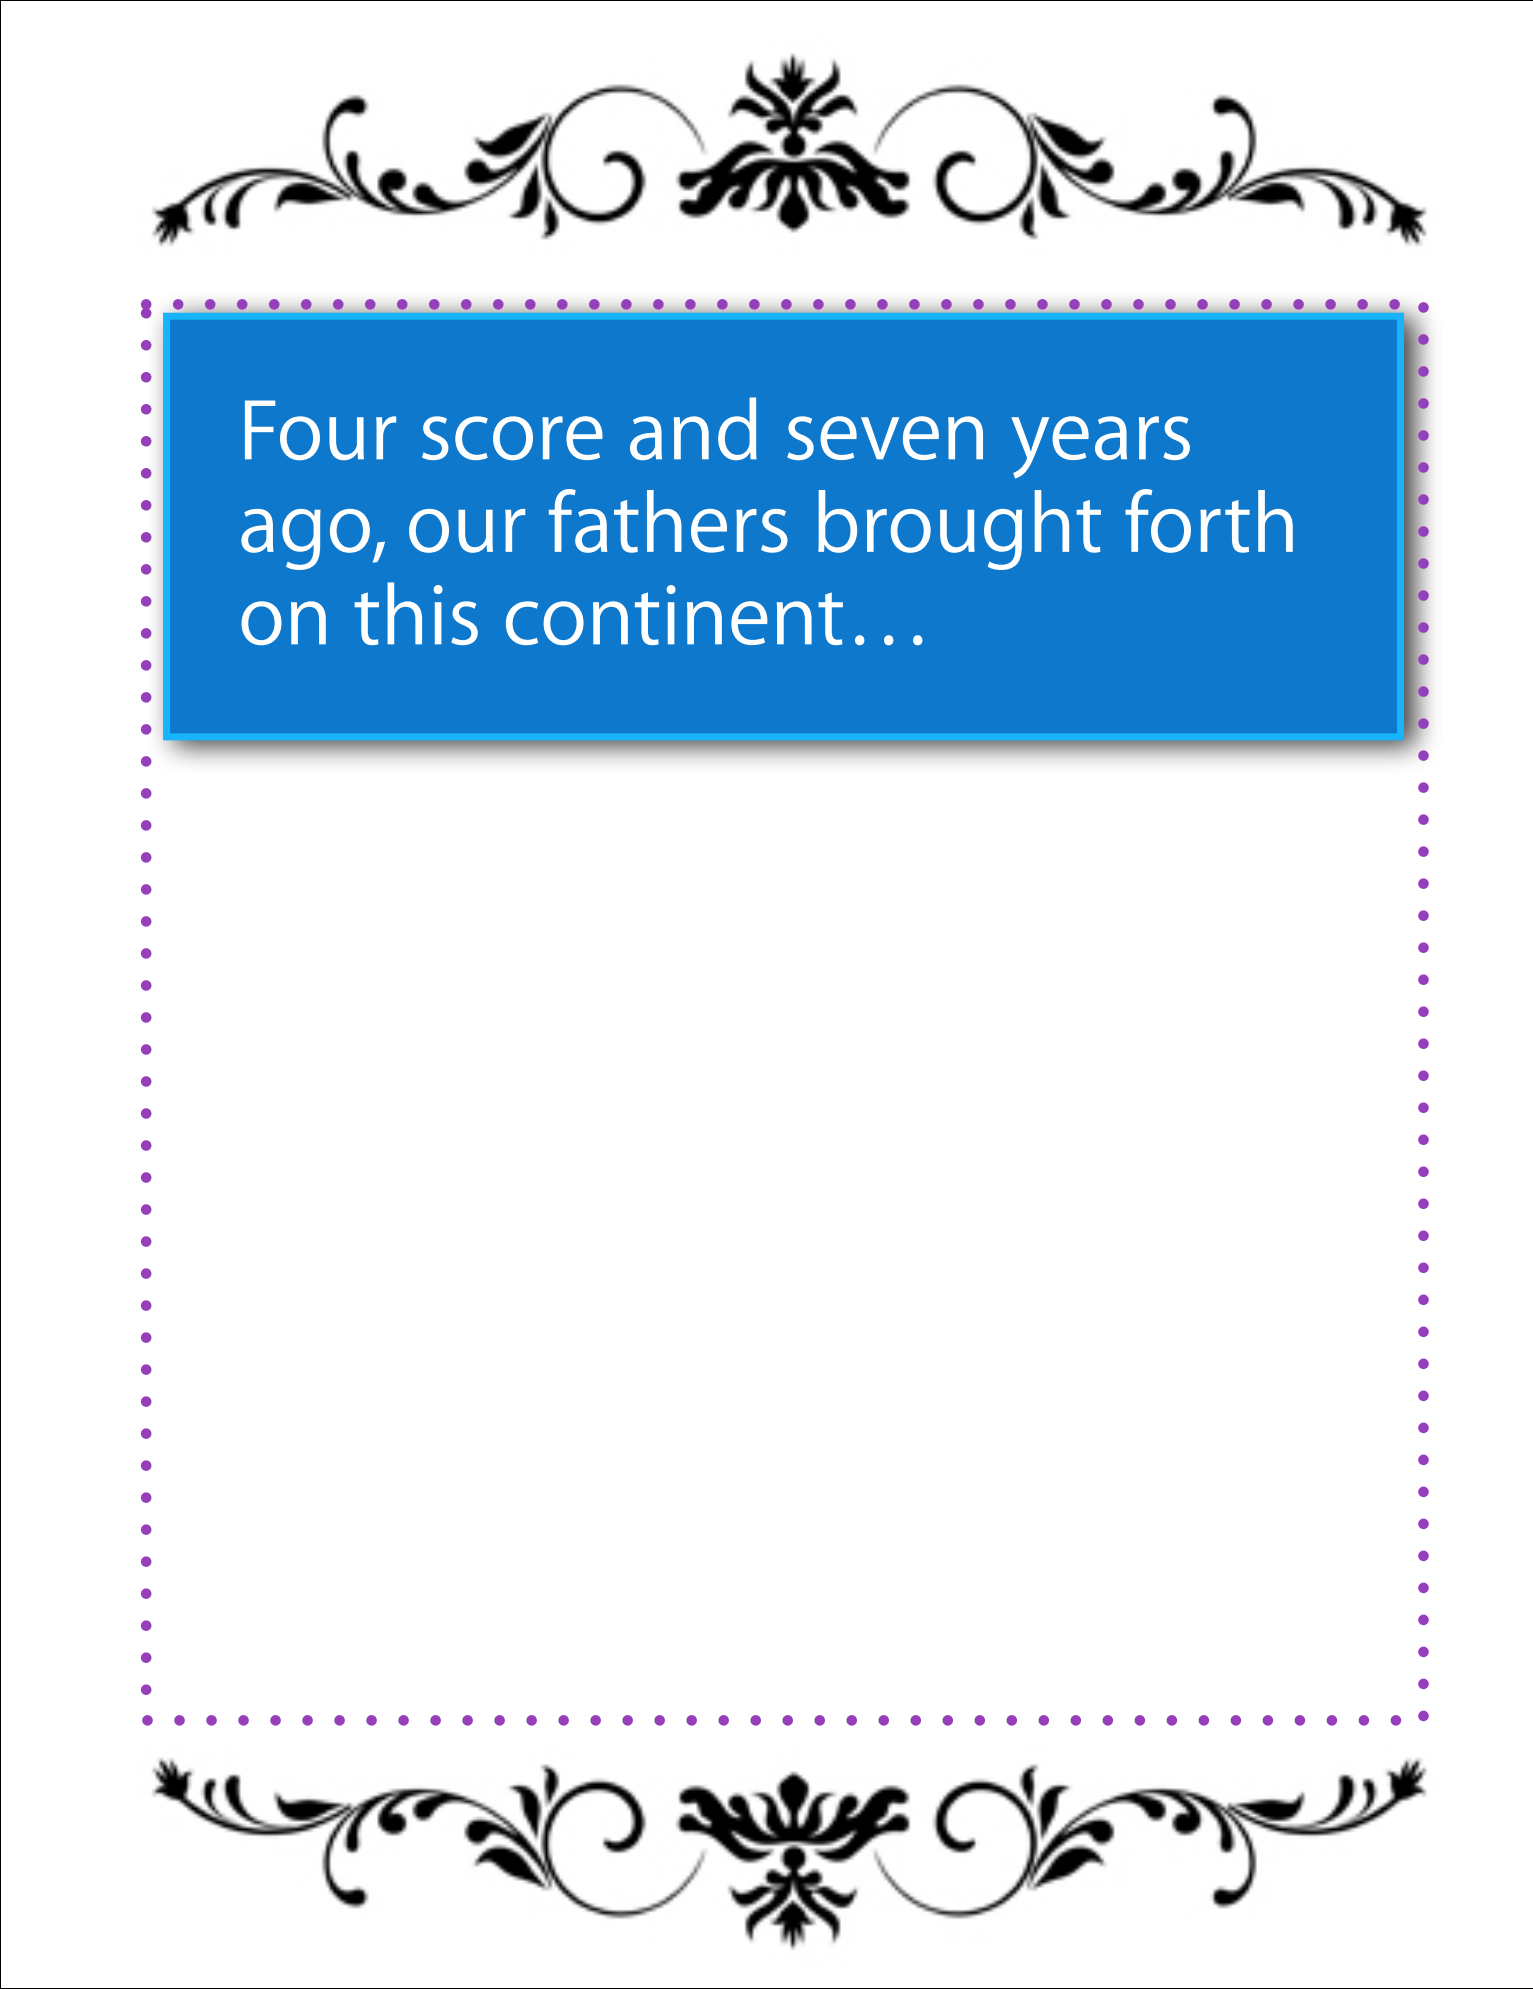 Four score and seven years
ago, our fathers brought forth
on this continent…